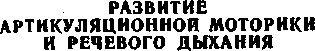 РАЗВИТИЕ
АРТИКУЛЯЦИОННОЙ МОТОРИКИ
И РЕЧЕВОГО ДЫХАНИЯ